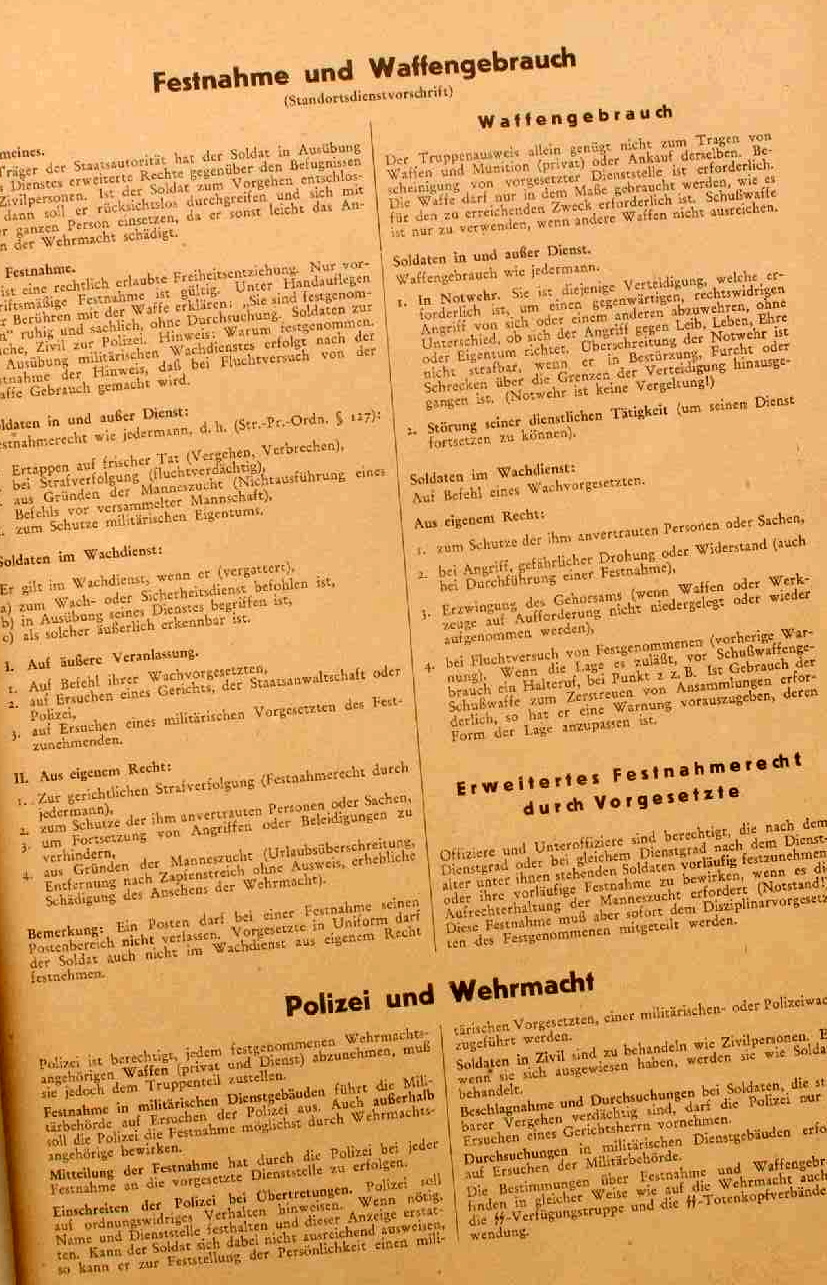 Festnahme und Waffengebrauch
(Standortsdienstvorschrift)
meines.
Träger der Staatsautorität hat der Soldat in Ausübung
Dienstes erweiterte Rechte gegenüber den Befugnissen
Zivilpersonen. Ist der Soldat zum Vorgehen entschlos-
dann soll er rücksichtslos durchgreifen und sich mit
er ganzen Person einsetzen, da er sonst leicht das An-
n der Wehrmacht schädigt.
Festnahme.
ist eine rechtlich erlaubte Freiheitsentziehung. Nur vor-
riftsmäßige Festnahme ist gültig. Unter Handauflegen
r Berühren mit der Waffe erklären: „Sie sind festgenom-
n" ruhig und sachlich, ohne Durchsuchung. Soldaten zur
che, Zivil zur Polizei. Hinweis: Warum festgenommen.
Ausübung militärischen Wachdienstes erfolgt nach der
stnahme der Hinweis, daß bei Fluchtversuch von der
affe Gebrauch gemacht wird.
oldaten in und außer Dienst:
estnahmerecht wie jedermann, d. h. (Str.-Pr.-Ordn. § 127):
Ertappen auf frischer Tat (Vergehen, Verbrechen),
bei Strafverfolgung (fluchtverdächtig),
aus Gründen der Manneszucht (Nichtausführung eines
Befehls vor versammelter Mannschaft),
zum Schutze militärischen Eigentums.
Soldaten im Wachdienst:
Er gilt im Wachdienst, wenn er (vergattert),
a) zum Wach- oder Sicherheitsdienst befohlen ist,
b) in Ausübung seines Dienstes begriffen ist,
c) als solcher äußerlich erkennbar ist.
I. Auf äußere Veranlassung.
1. Auf Befehl ihrer Wachvorgesetzten,
2. auf Ersuchen eines Gerichts, der Staatsanwaltschaft oder
Polizei,
3. auf Ersuchen eines militärischen Vorgesetzten des Fest-
zunehmenden.
II. Aus eigenem Recht:
1. Zur gerichtlichen Strafverfolgung (Festnahmerecht durch
jedermann),
2. zum Schutze der ihm anvertrauten Personen oder Sachen,
3. um Fortsetzung von Angriffen oder Beleidigungen zu
verhindern,
4. aus Gründen der Manneszucht (Urlaubsüberschreitung,
Entfernung nach Zapfenstreich ohne Ausweis, erhebliche
Schädigung des Ansehens der Wehrmacht).
Bemerkung: Ein Posten darf bei einer Festnahme seinen
Postenbereich nicht verlassen. Vorgesetzte in Uniform darf
der Soldat auch nicht im Wachdienst aus eigenem Recht
festnehmen.
Waffengebrauch
Der Truppenausweis allein genügt nicht zum Tragen von
Waffen und Munition (privat) oder Ankauf derselben. Be-
scheinigung von vorgesetzter Dienststelle ist erforderlich.
Die Waffe darf nur in dem Maße gebraucht werden, wie es
für den zu erreichenden Zweck erforderlich ist. Schußwaffe
ist nur zu verwenden, wenn andere Waffen nicht ausreichen.
Soldaten in und außer Dienst.
Waffengebrauch wie jedermann.
1. In Notwehr. Sie ist diejenige Verteidigung, welche er-
forderlich ist, um einen gegenwärtigen, rechtswidrigen
Angriff von sich oder einem anderen abzuwehren, ohne
Unterschied, ob sich der Angriff gegen Leib, Leben, Ehre
oder Eigentum richtet. Überschreitung der Notwehr ist
nicht strafbar, wenn er in Bestürzung, Furcht oder
Schrecken über die Grenzen der Verteidigung hinausge-
gangen ist. (Notwehr ist keine Vergeltung!)
2. Störung seiner dienstlichen Tätigkeit (um seinen Dienst
fortsetzen zu können).
Soldaten im Wachdienst:
Auf Befehl eines Wachvorgesetzten.
Aus eigenem Recht:
1. zum Schutze der ihm anvertrauten Personen oder Sachen,
2. bei Angriff, gefährlicher Drohung oder Widerstand (auch
bei Durchführung einer Festnahme),
3. Erzwingung des Gehorsams (wenn Waffen oder Werk-
zeuge auf Aufforderung nicht niedergelegt oder wieder
aufgenommen werden),
4. bei Fluchtversuch von Festgenommenen (vorherige War-
nung). Wenn die Lage es zuläßt, vor Schußwaffenge-
brauch ein Halteruf, bei Punkt 2 z. B. Ist Gebrauch der
Schußwaffe zum Zerstreuen von Ansammlungen erfor-
derlich, so hat er eine Warnung vorauszugeben, deren
Form der Lage anzupassen ist.
Erweitertes Festnahmerecht
durch Vorgesetzte
Offiziere und Unteroffiziere sind berechtigt, die nach dem
Dienstgrad oder bei gleichem Dienstgrad nach dem Dienst-
alter unter ihnen stehenden Soldaten vorläufig festzunehmen
oder ihre vorläufige Festnahme zu bewirken, wenn es di
Aufrechterhaltung der Manneszucht erfordert (Notstand!
Diese Festnahme muß aber sofort dem Disziplinarvorgesetz
ten des Festgenommenen mitgeteilt werden.
Polizei und Wehrmacht
Polizei ist berechtigt, jedem festgenommenen Wehrmachts-
angehörigen Waffen (privat und Dienst) abzunehmen, muß
sie jedoch dem Truppenteil zustellen.
Festnahme in militärischen Dienstgebäuden führt die Mili-
tärbehörde auf Ersuchen der Polizei aus. Auch außerhalb
soll die Polizei die Festnahme möglichst durch Wehrmachts-
angehörige bewirken.
Mitteilung der Festnahme hat durch die Polizei bei jeder
Festnahme an die vorgesetzte Dienststelle zu erfolgen.
Einschreiten der Polizei bei Übertretungen. Polizei soll
auf ordnungswidriges Verhalten hinweisen. Wenn nötig,
Name und Dienststelle festhalten und dieser Anzeige erstat-
ten. Kann der Soldat sich dabei nicht ausreichend ausweisen,
so kann er zur Feststellung der Persönlichkeit einen mili-
tärischen Vorgesetzten, einer militärischen- oder Polizeiwac
zugeführt werden.
Soldaten in Zivil sind zu behandeln wie Zivilpersonen. E
wenn sie sich ausgewiesen haben, werden sie wie Solda
behandelt.
Beschlagnahme und Durchsuchungen bei Soldaten, die st
barer Vergehen verdächtig sind, darf die Polizei nur
Ersuchen eines Gerichtsherrn vornehmen.
Durchsuchungen in militärischen Dienstgebäuden erfo
auf Ersuchen der Militärbehörde.
Die Bestimmungen über Festnahme und Waffengebr
finden in gleicher Weise wie auf die Wehrmacht auch
die SS-Verfügungstruppe und die SS-Totenkopfverbände
wendung.